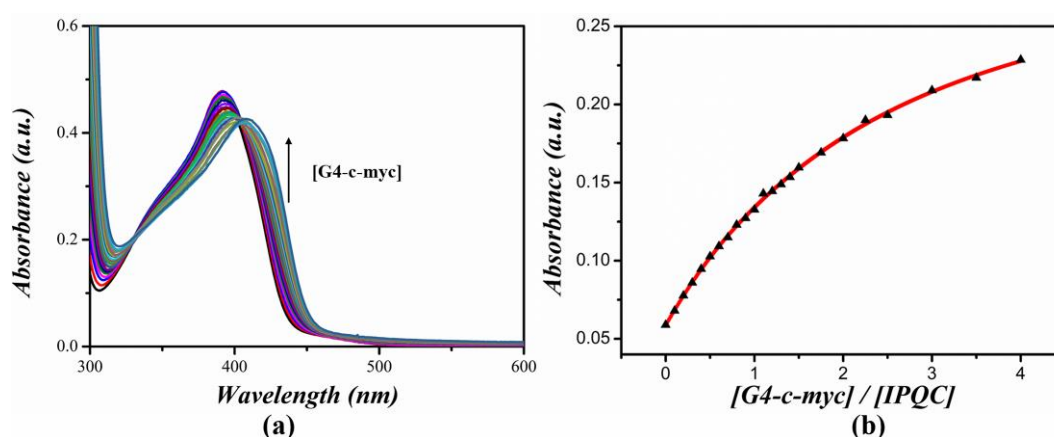 0.6
0.4
0.2
0.0
300
400
500
600
Absorbance (a.u.)
Wavelength (nm)
[G4-c-myc]
(a)
0.25
0.20
0.15
0.10
0.05
0
1
2
3
4
Absorbance (a.u.)
[G4-c-myc] / [IPQC]
(b)